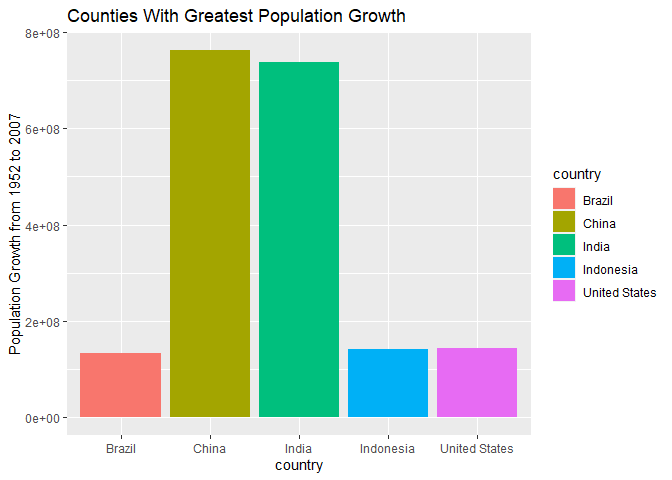 Counties With Greatest Population Growth
Population Growth from 1952 to 2007
8e+08
6e+08
4e+08
2e+08
0e+00
Brazil
China
India
Indonesia
United States
country
country
Brazil
China
India
Indonesia
United States